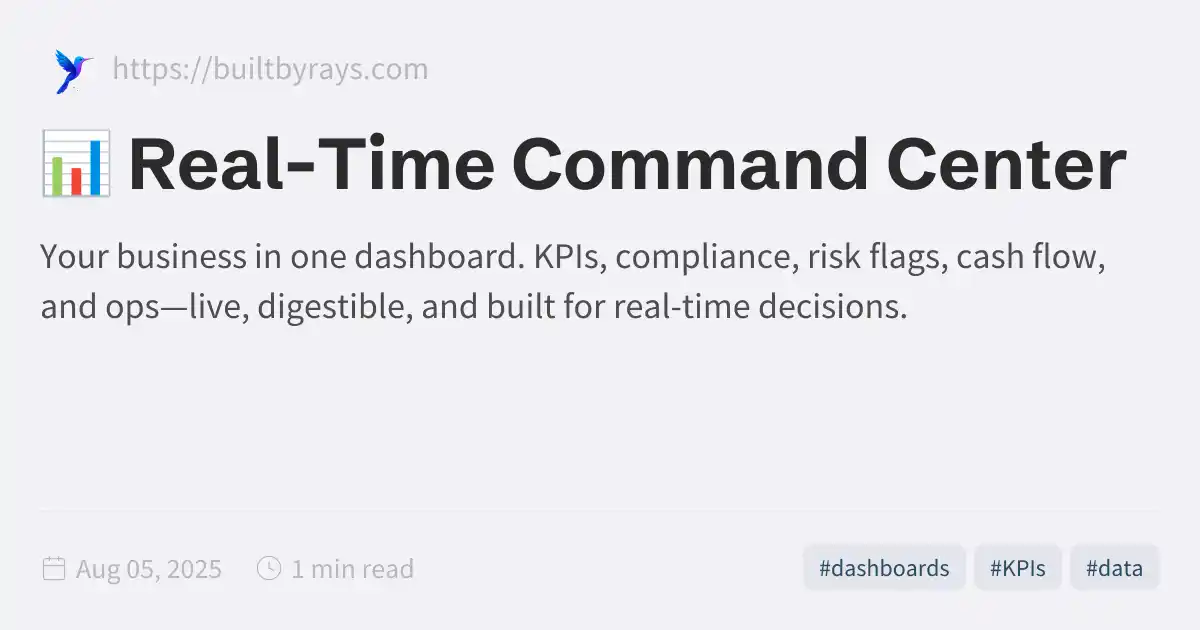 https://builtbyrays.com
📊 Real-Time Command Center
Your business in one dashboard. KPIs, compliance, risk flags, cash flow,
and ops—live, digestible, and built for real-time decisions.
Aug 05, 2025 1 min read #dashboards #KPIs #data